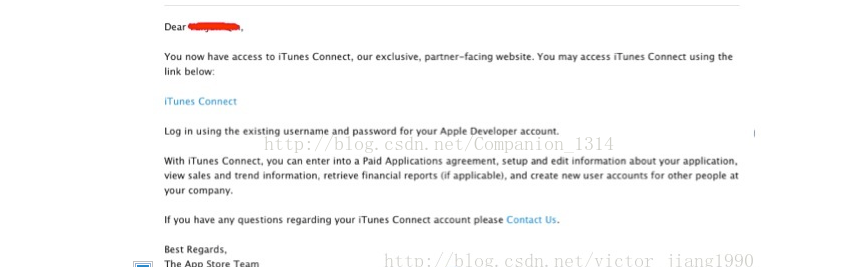 Dear
You now have access to iTunes Connect, our exclusive, partner-facing website. You may access iTunes Connect using the
link below:
iTunes Connect
Log in using the existing username and password for your Apple Developer account.
http://blog.csdn.net/Companion_1314
With iTunes Connect, you can enter into a Paid Applications agreement, setup and edit information about your application,
view sales and trend information, retrieve financial reports (if applicable), and create new user accounts for other people at
your company.
If you have any questions regarding your iTunes Connect account please Contact Us.
Best Regards,
The App Store Team
http://blog.csdn.net/victor_jiang1990